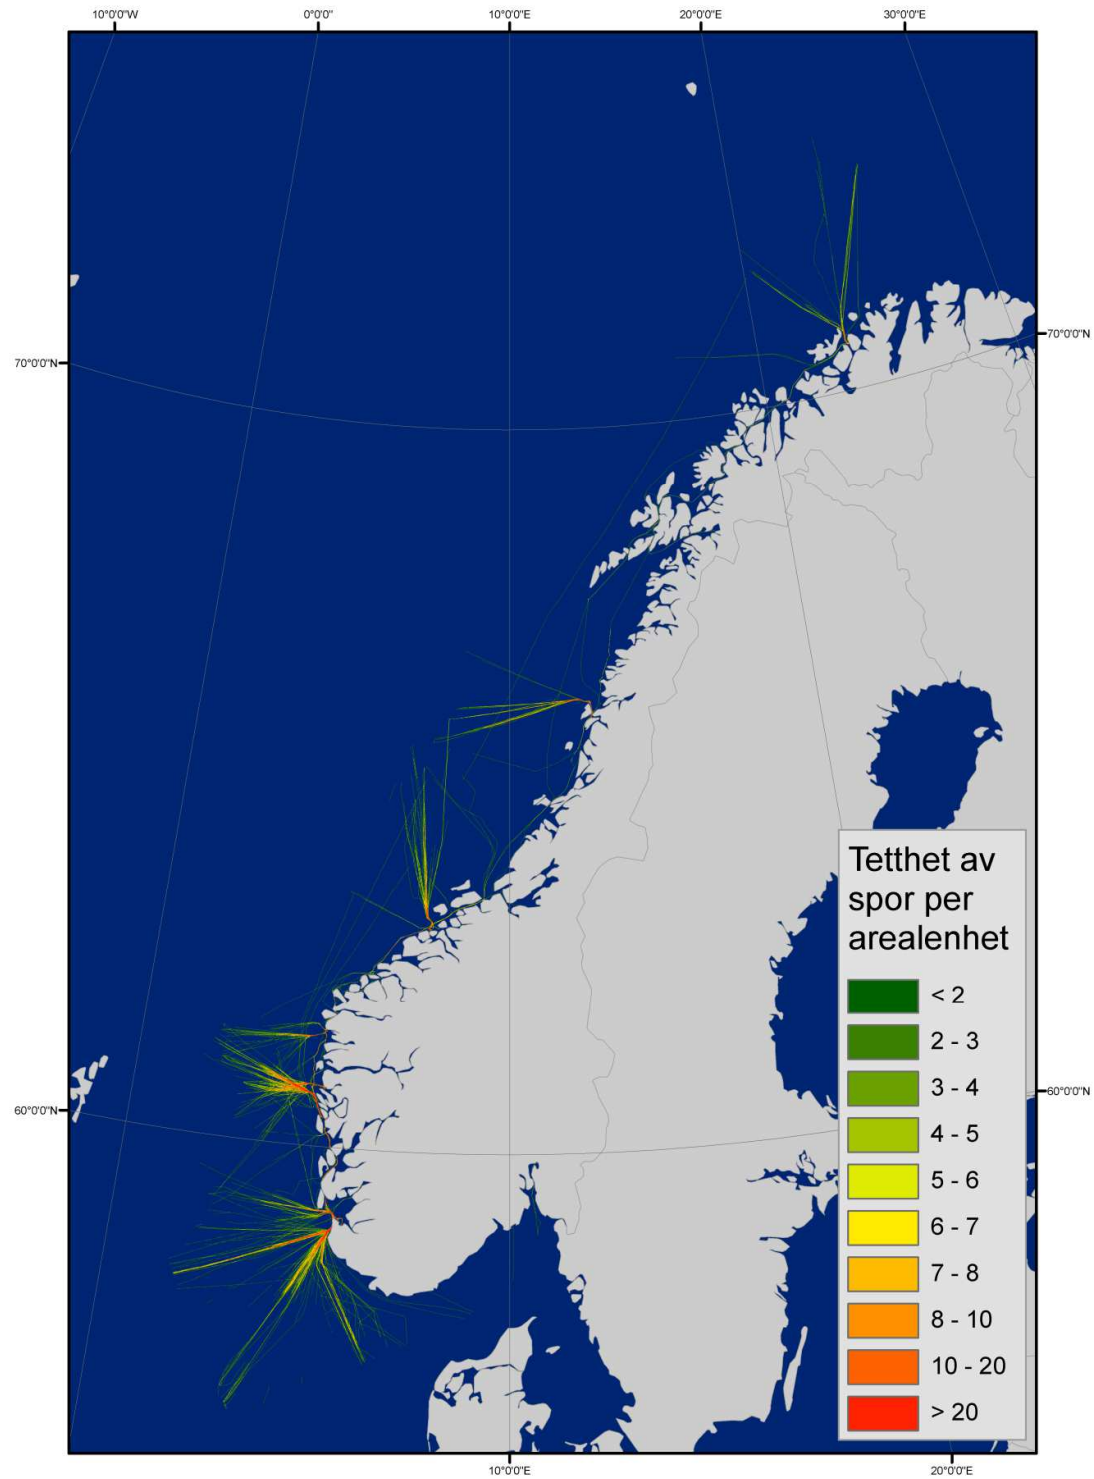 10°0'0"W
0°0'0"
10°0'0"E
20°0'0"E
30°0'0"E
70°0'0"N
70°0'0"N
60°0'0"N
60°0'0"N
Tetthet av
spor per
arealenhet
< 2
2 - 3
3 - 4
4 - 5
5 - 6
6 - 7
7 - 8
8 - 10
10 - 20
> 20
10°0'0"E
20°0'0"E